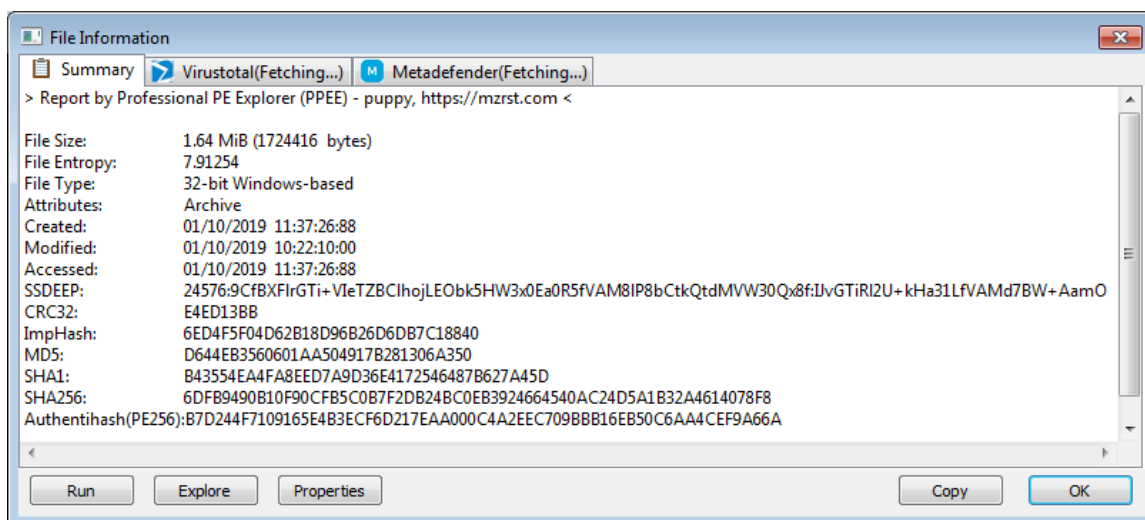 File Information
Summary Virustotal(Fetching...) M Metadefender(Fetching...)
> Report by Professional PE Explorer (PPEE) - puppy, https://mzrst.com <
File Size: 1.64 MiB (1724416 bytes)
File Entropy: 7.91254
File Type: 32-bit Windows-based
Attributes: Archive
Created: 01/10/2019 11:37:26:88
Modified: 01/10/2019 10:22:10:00
Accessed: 01/10/2019 11:37:26:88
SSDEEP: 24576:9CfBXFIrGTi+VIeTZBClhojLEObk5HW3x0Ea0R5fVAM8IP8bCtkQtdMVW30Qx8f:IJvGTiRl2U+kHa31LfVAMd7BW+AamO
CRC32: E4ED13BB
ImpHash: 6ED4F5F04D62B18D96B26D6DB7C18840
MD5: D644EB3560601AA504917B281306A350
SHA1: B43554EA4FA8EED7A9D36E4172546487B627A45D
SHA256: 6DFB9490B10F90CFB5C0B7F2DB24BC0EB3924664540AC24D5A1B32A4614078F8
Authentihash(PE256):B7D244F7109165E4B3ECF6D217EAA000C4A2EEC709BBB16EB50C6AA4CEF9A66A
Run Explore Properties Copy OK